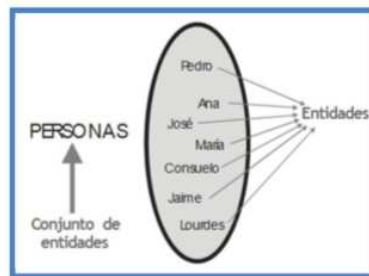 Pedro
Ana
Entidades
José
PERSONAS
María
Consuelo
Jaime
Conjunto de
entidades
Lourdes